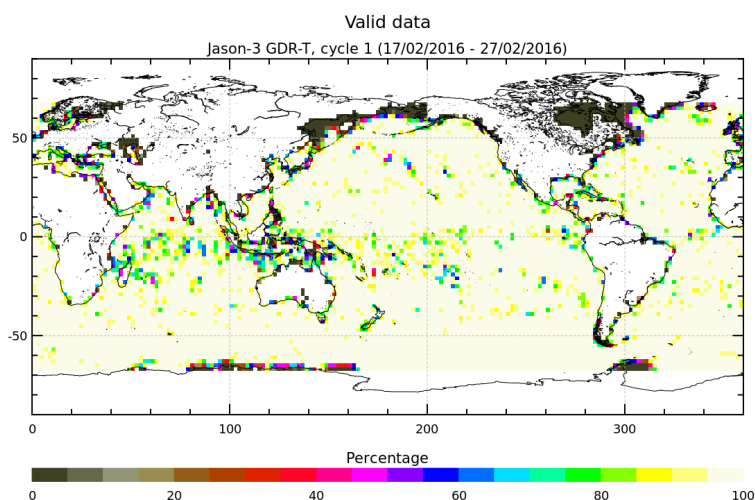 Valid data
Jason-3 GDR-T, cycle 1 (17/02/2016 - 27/02/2016)
50
0
-50
0 100 200 300
Percentage
0 20 40 60 80 100